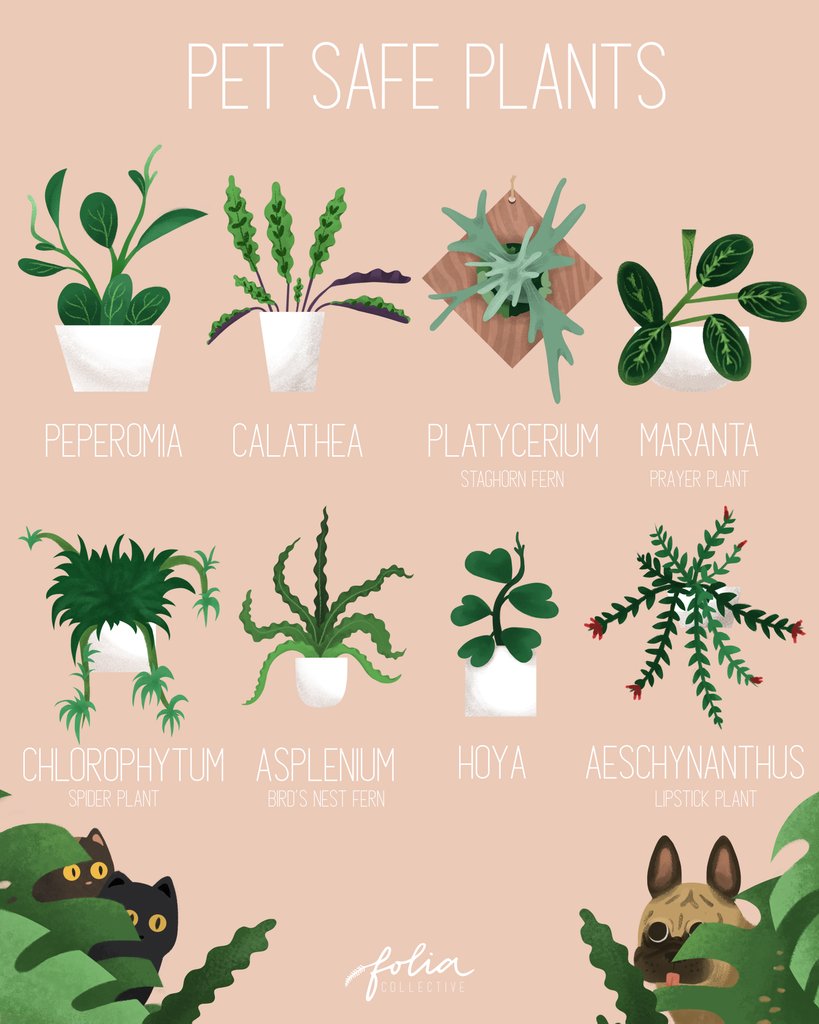 PET SAFE PLANTS
PEPEROMIA
CALATHEA
PLATYCERIUM
STAGHORN FERN
MARANTA
PRAYER PLANT
CHLOROPHYTUM
SPIDER PLANT
ASPLENIUM
BIRD'S NEST FERN
HOYA
AESCHYNANTHUS
LIPSTICK PLANT
folia
COLLECTIVE